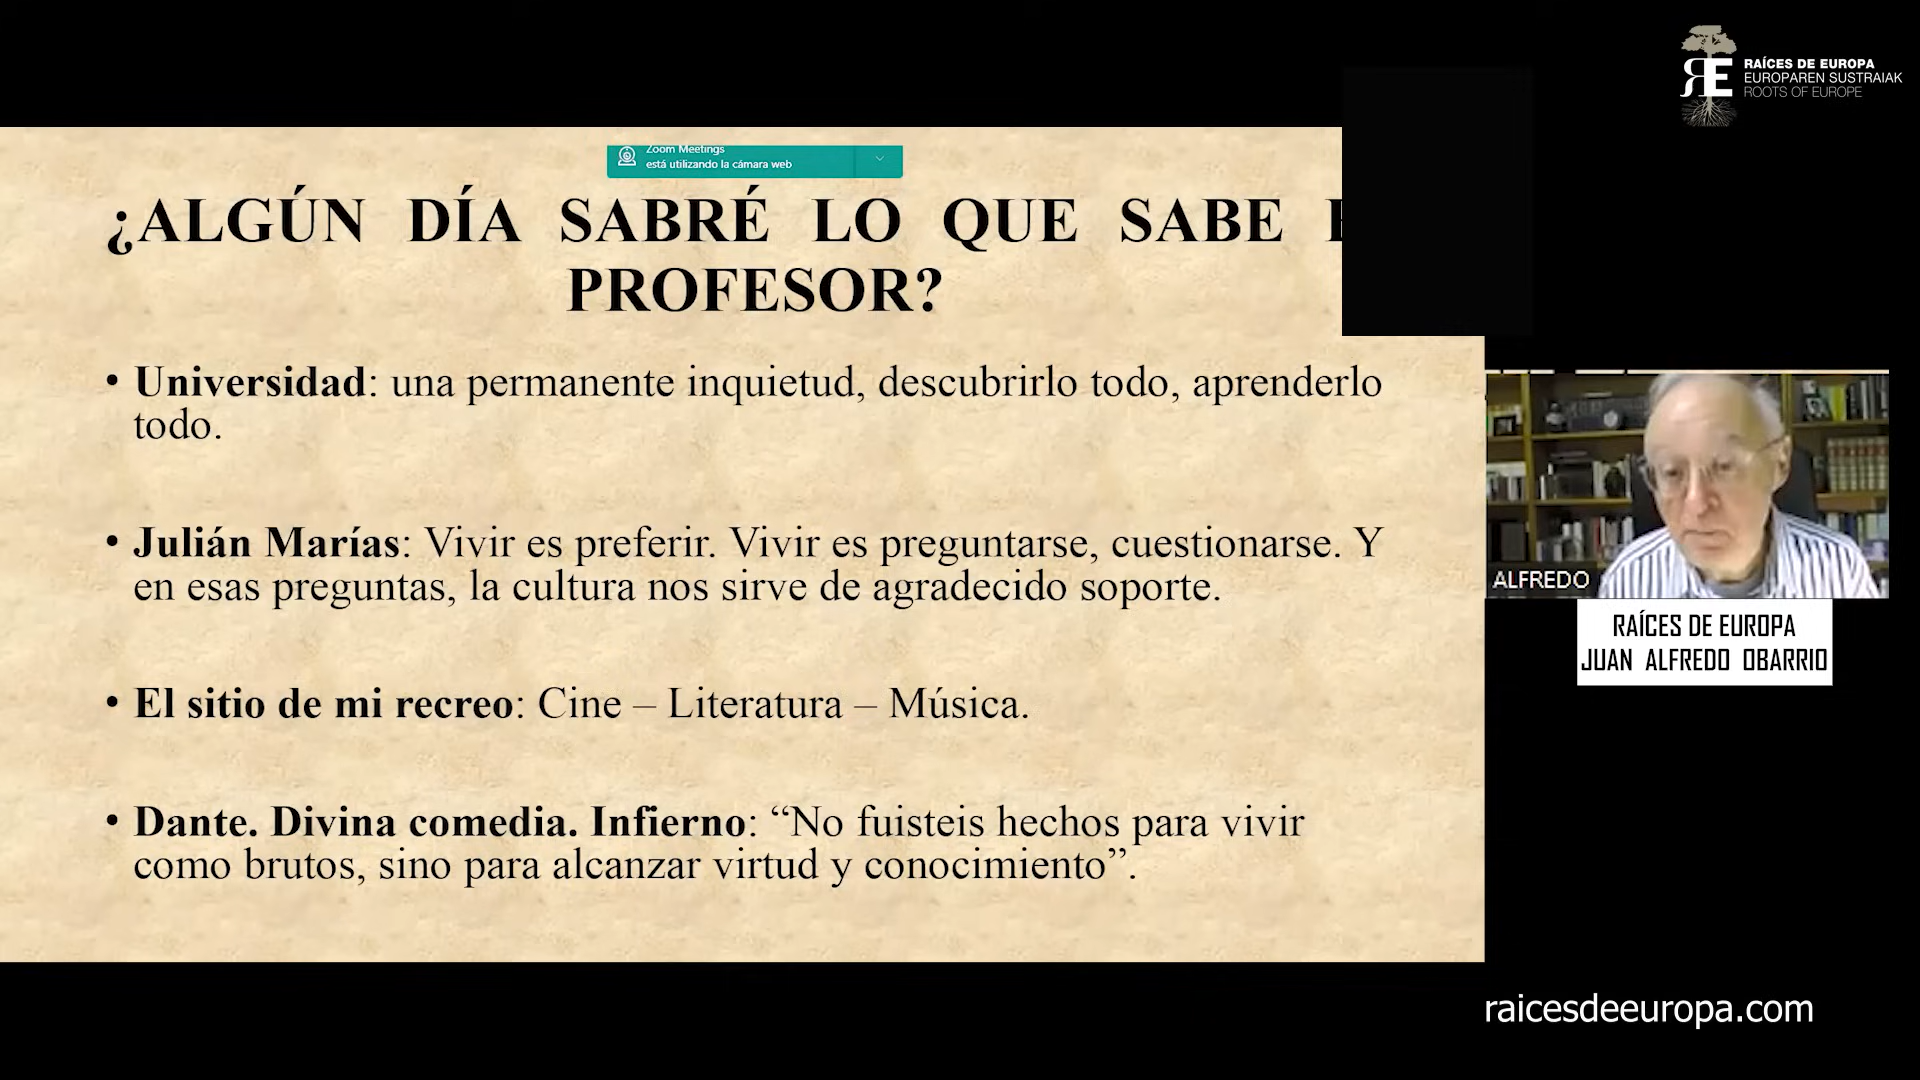 RAÍCES DE EUROPA
EUROPAREN SUSTRAIAK
ROOTS OF EUROPE
Zoom Meetings
está utilizando la cámara web
¿ALGÚN DÍA SABRÉ LO QUE SABE
PROFESOR?
• Universidad: una permanente inquietud, descubrirlo todo, aprenderlo
todo.
• Julián Marías: Vivir es preferir. Vivir es preguntarse, cuestionarse. Y
en esas preguntas, la cultura nos sirve de agradecido soporte.
• El sitio de mi recreo: Cine – Literatura – Música.
• Dante. Divina comedia. Infierno: “No fuisteis hechos para vivir
como brutos, sino para alcanzar virtud y conocimiento”.
ALFREDO
RAÍCES DE EUROPA
JUAN ALFREDO OBARRIO
raicesdeeuropa.com